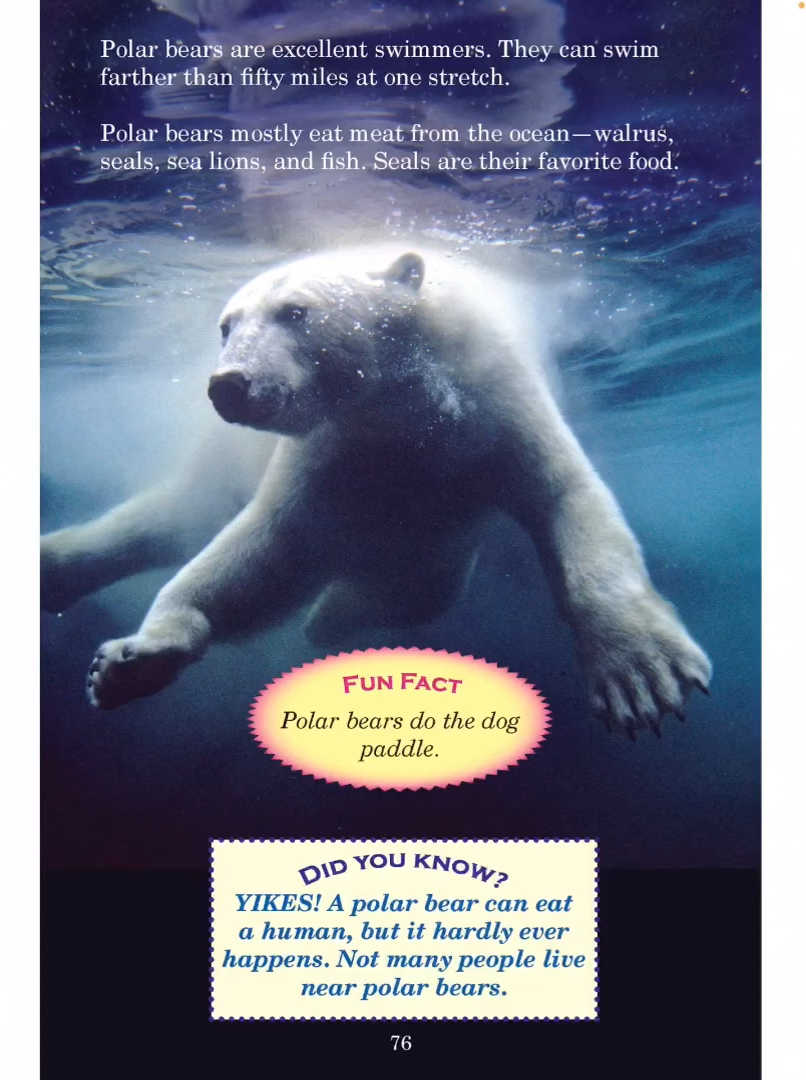 Polar bears are excellent swimmers. They can swim
farther than fifty miles at one stretch.
Polar bears mostly eat meat from the ocean—walrus,
seals, sea lions, and fish. Seals are their favorite food.
FUN FACT
Polar bears do the dog
paddle.
DID YOU KNOW?
YIKES! A polar bear can eat
a human, but it hardly ever
happens. Not many people live
near polar bears.
76